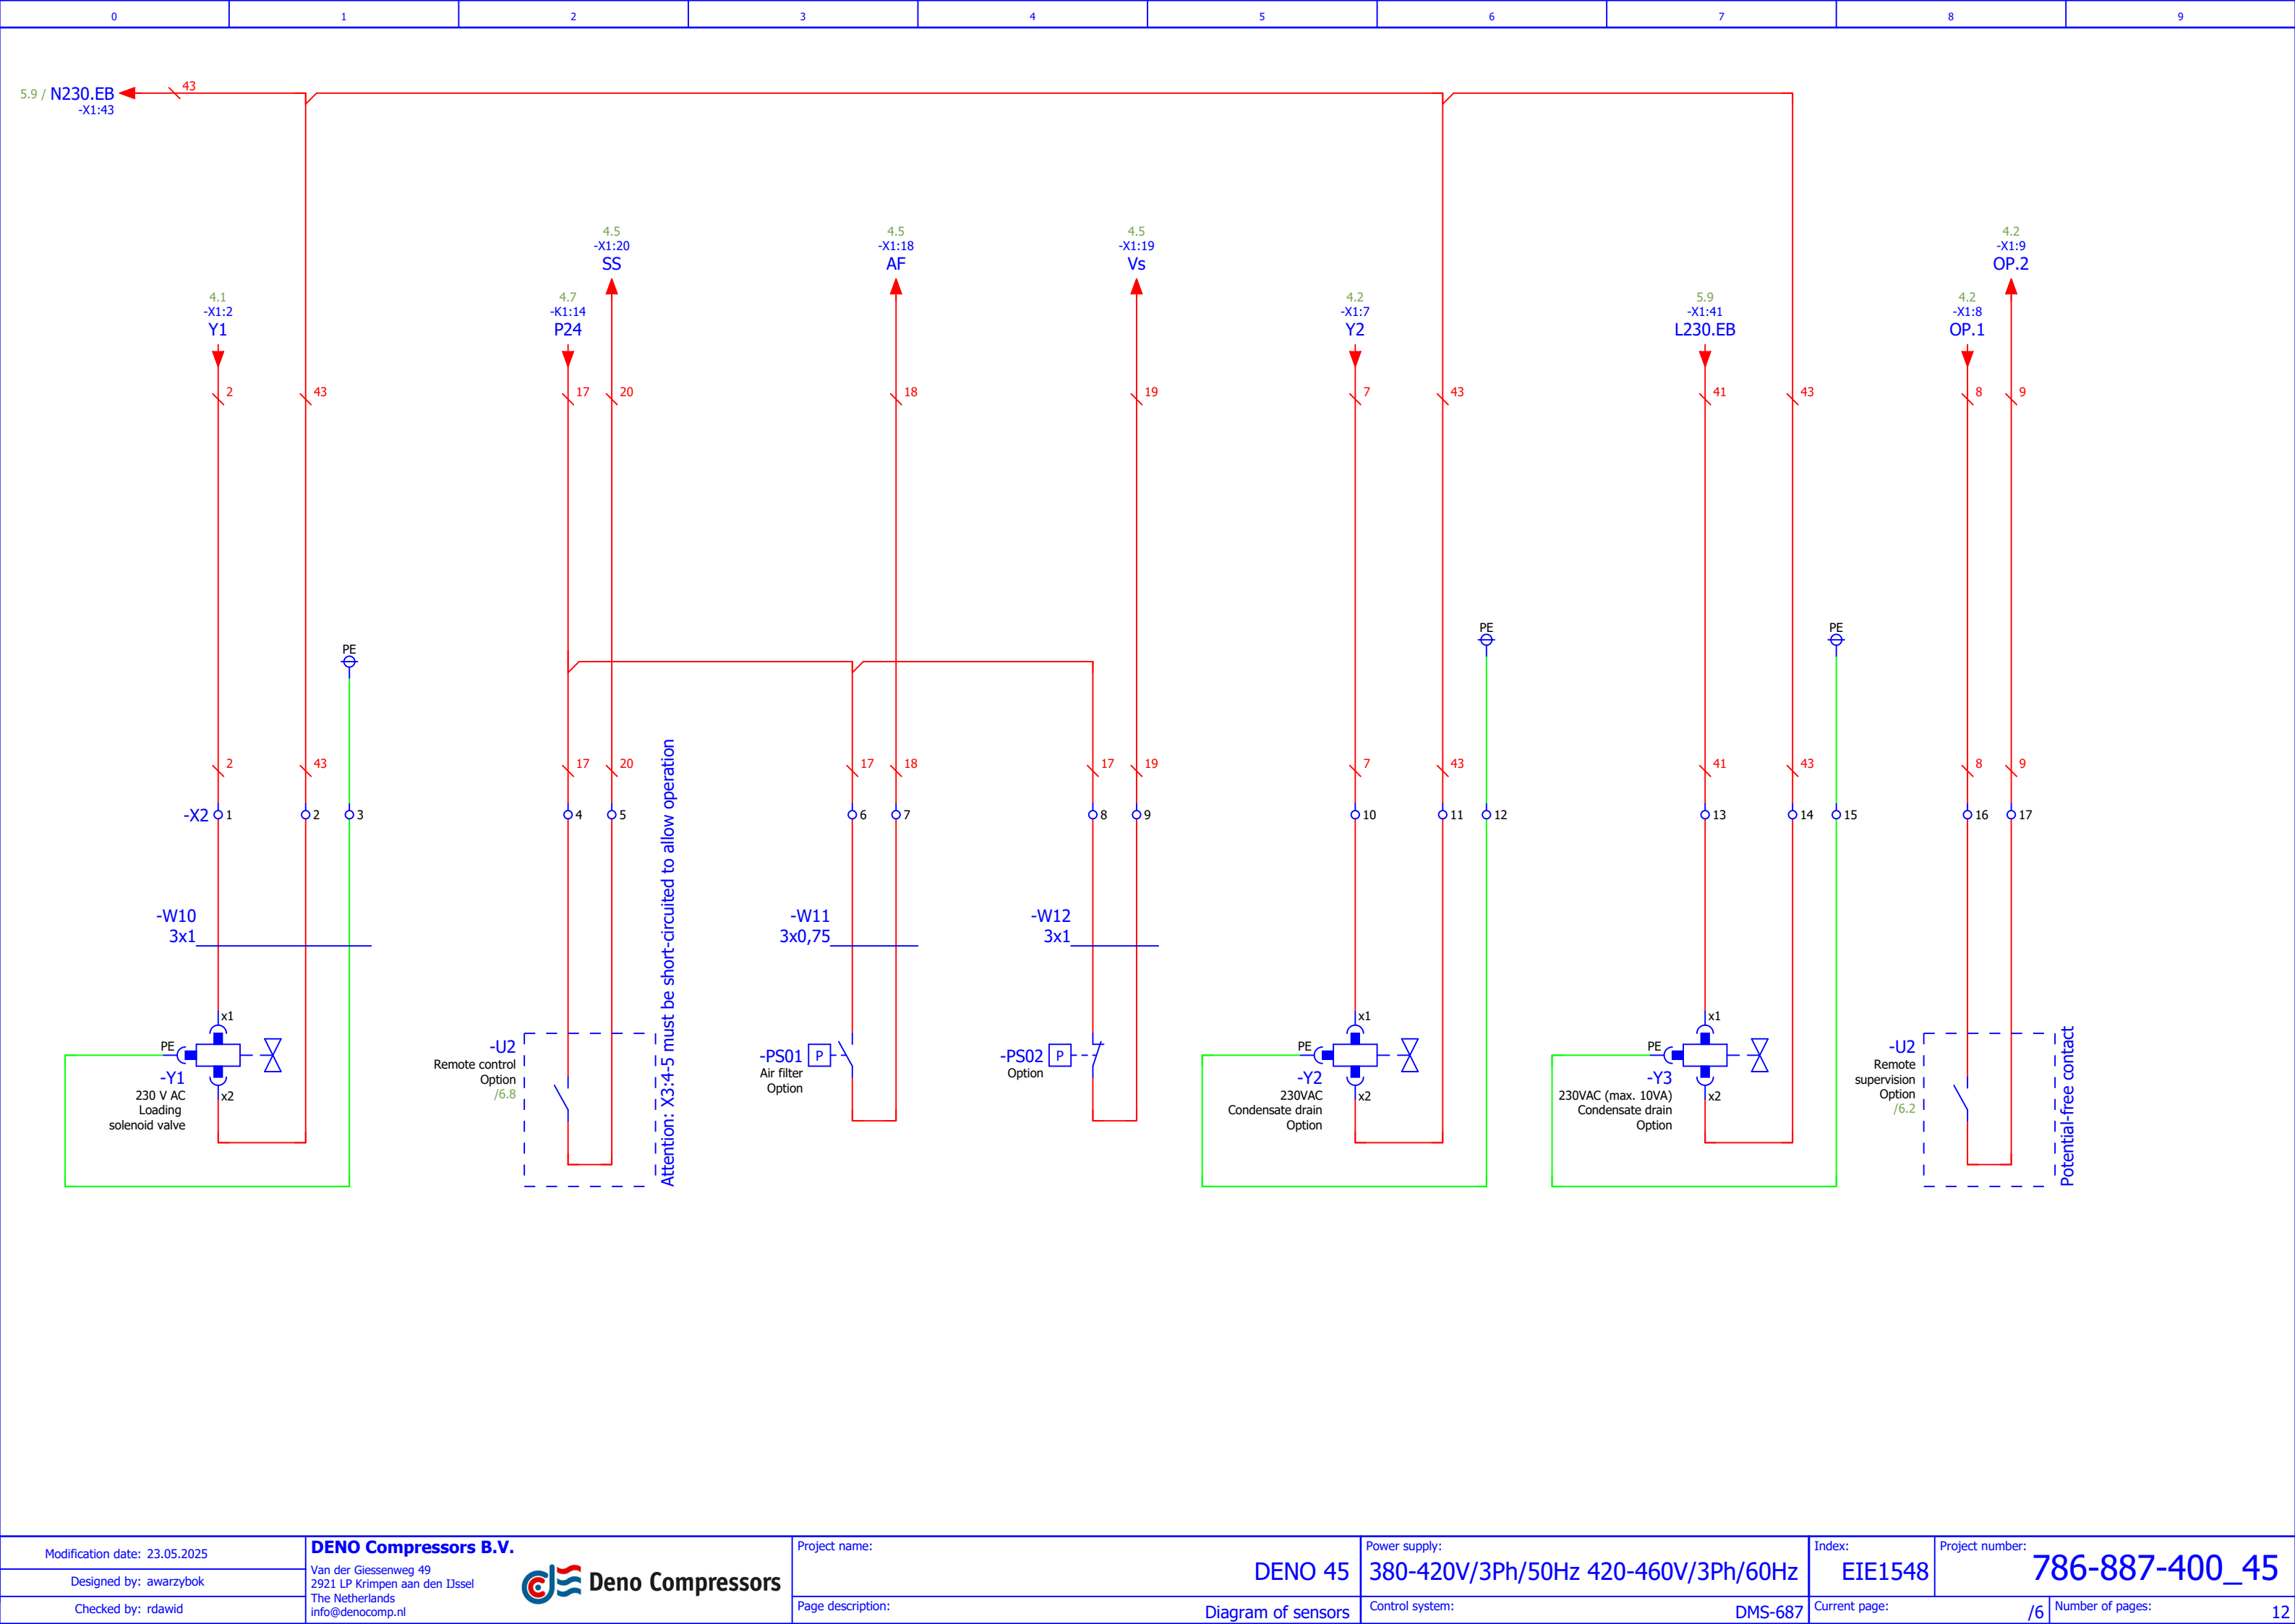 0 1 2 3 4 5 6 7 8 9
43
5.9 / N230.EB
-X1:43
4.5 4.5 4.5 4.2
-X1:20 -X1:18 -X1:19 -X1:9
SS AF Vs OP.2
4.1 4.7 4.2 5.9 4.2
-X1:2 -K1:14 -X1:7 -X1:41 -X1:8
Y1 P24 Y2 L230.EB OP.1
2 43 17 20 18 19 7 43 41 43 8 9
PE PE
PE
2 43 17 20 17 18 17 19 7 43 41 43 8 9
-X2 1 2 3 4 5 6 7 8 9 10 11 12 13 14 15 16 17
Attention: X3:4-5 must be short-circuited to allow operation
-W10 -W11 -W12
3x1 3x0,75 3x1
x1
PE
-Y1
x2
230 V AC
Loading
solenoid valve
-U2
Remote control
Option
/6.8
-PS01 P
Air filter
Option
-PS02 P
Option
x1
PE
-Y2
x2
230VAC
Condensate drain
Option
x1
PE
-Y3
x2
230VAC (max. 10VA)
Condensate drain
Option
-U2
Remote
supervision
Option
/6.2
Potential-free contact
Modification date: 23.05.2025
Designed by: awarzybok
Checked by: rdawid
DENO Compressors B.V.
Van der Giessenweg 49
2921 LP Krimpen aan den IJssel
The Netherlands
info@denocomp.nl
Deno Compressors
Project name:
DENO 45
Page description:
Diagram of sensors
Power supply:
380-420V/3Ph/50Hz 420-460V/3Ph/60Hz
Control system:
DMS-687
Index:
EIE1548
Project number:
786-887-400_45
Current page:
/6
Number of pages:
12